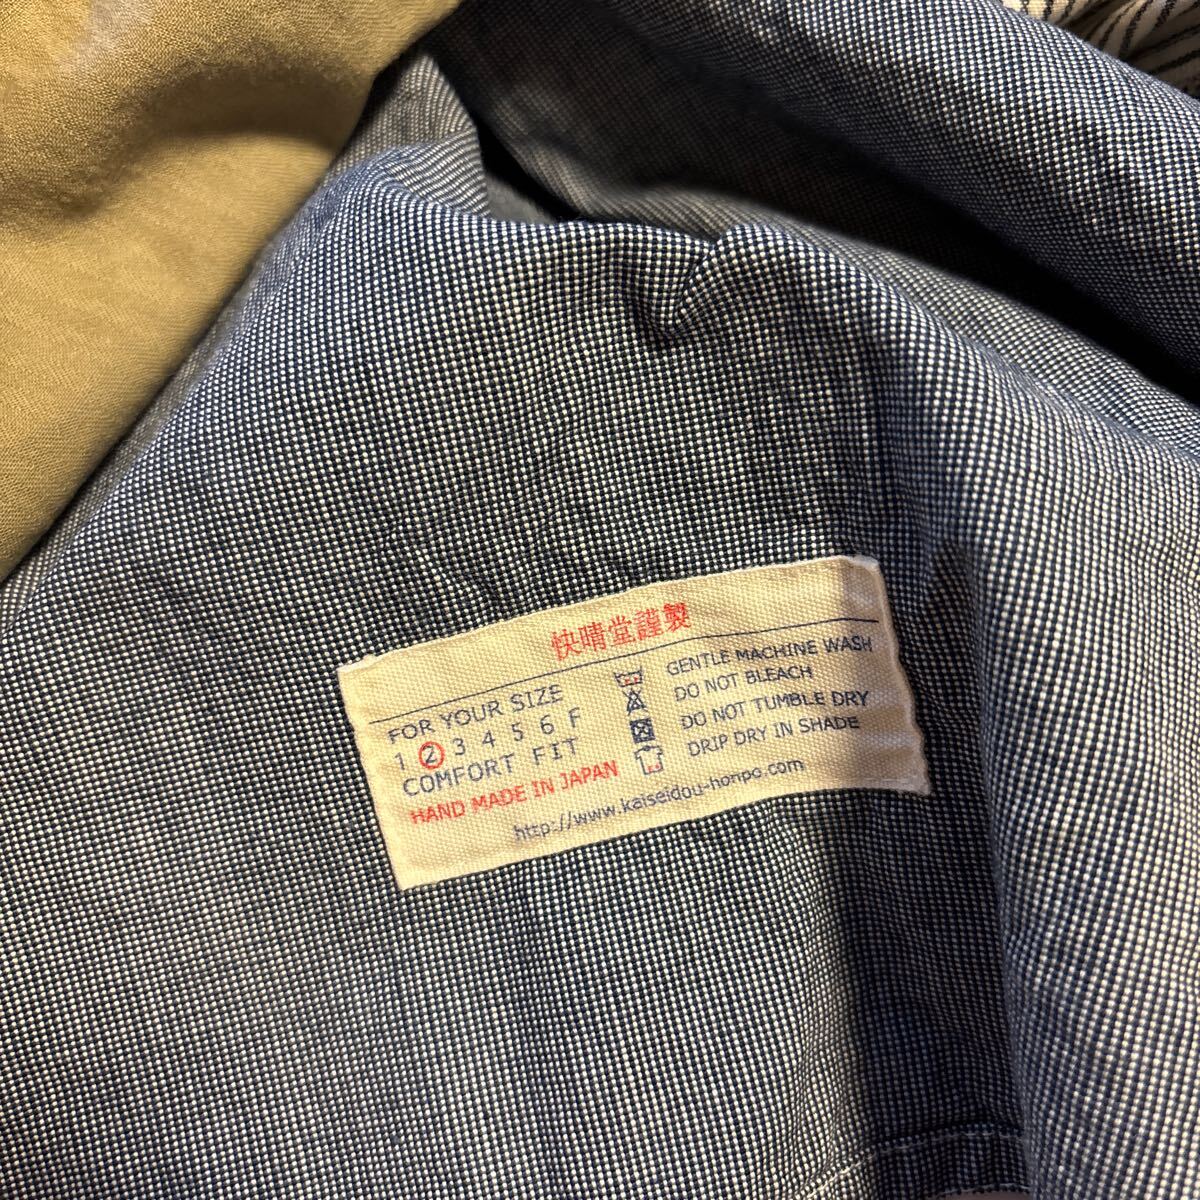 快晴堂謹製
FOR YOUR SIZE
1 2 3 4 5 6 F
COMFORT FIT
HAND MADE IN JAPAN
GENTLE MACHINE WASH
DO NOT BLEACH
DO NOT TUMBLE DRY
DRIP DRY IN SHADE
http://www.kaiseidou-honpo.com